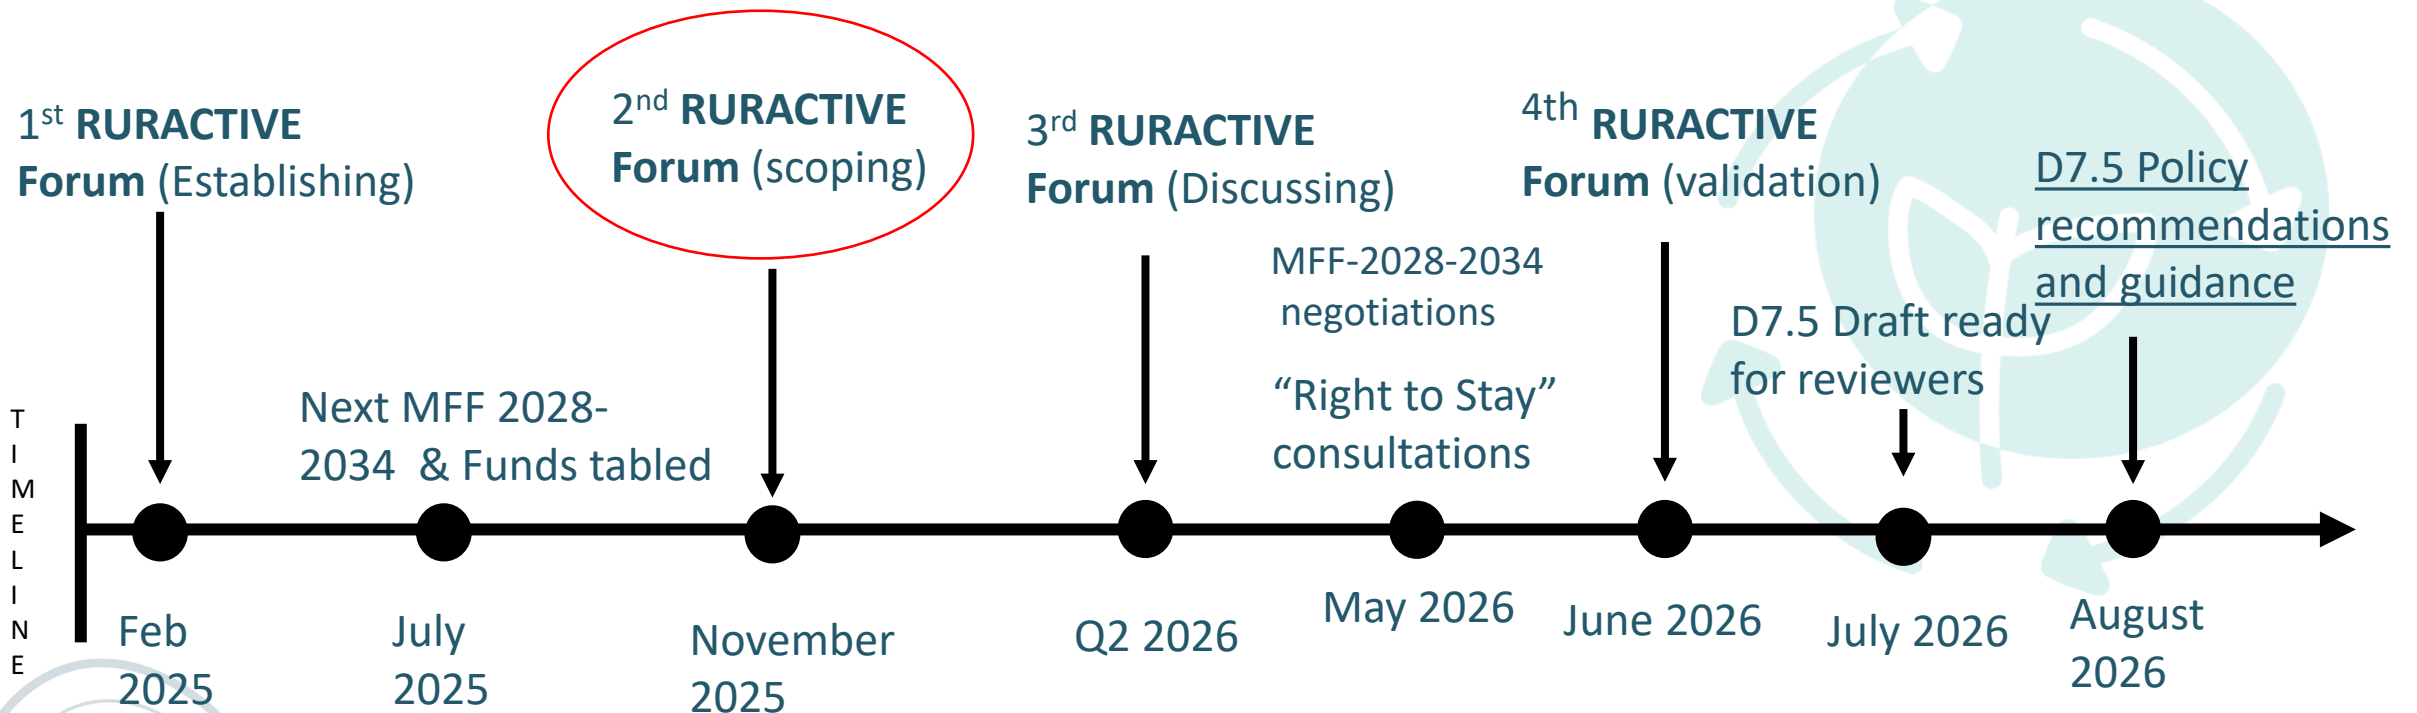 1st RURACTIVE
Forum (Establishing)
2nd RURACTIVE
Forum (scoping)
3rd RURACTIVE
Forum (Discussing)
4th RURACTIVE
Forum (validation)
D7.5 Policy
recommendations
and guidance
MFF-2028-2034
negotiations
D7.5 Draft ready
for reviewers
Next MFF 2028-
2034 & Funds tabled
“Right to Stay”
consultations
T
I
M
E
L
I
N
E
Feb
2025
July
2025
November
2025
Q2 2026
May 2026
June 2026
July 2026
August
2026